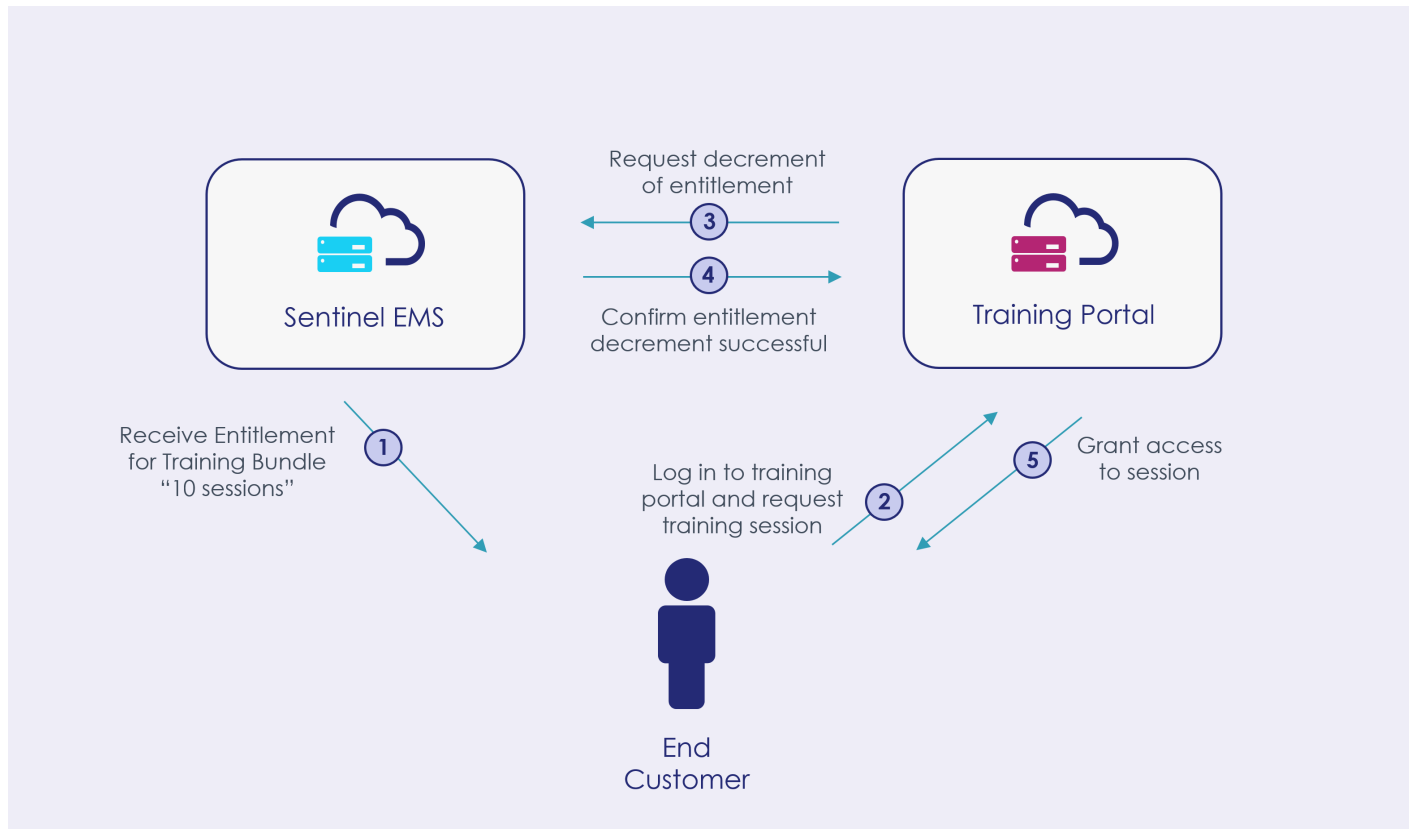 Request decrement
of entitlement
3
4
Confirm entitlement
decrement successful
Sentinel EMS
Training Portal
Receive Entitlement
for Training Bundle
“10 sessions”
1
Log in to training
portal and request
training session
2
5
Grant access
to session
End
Customer